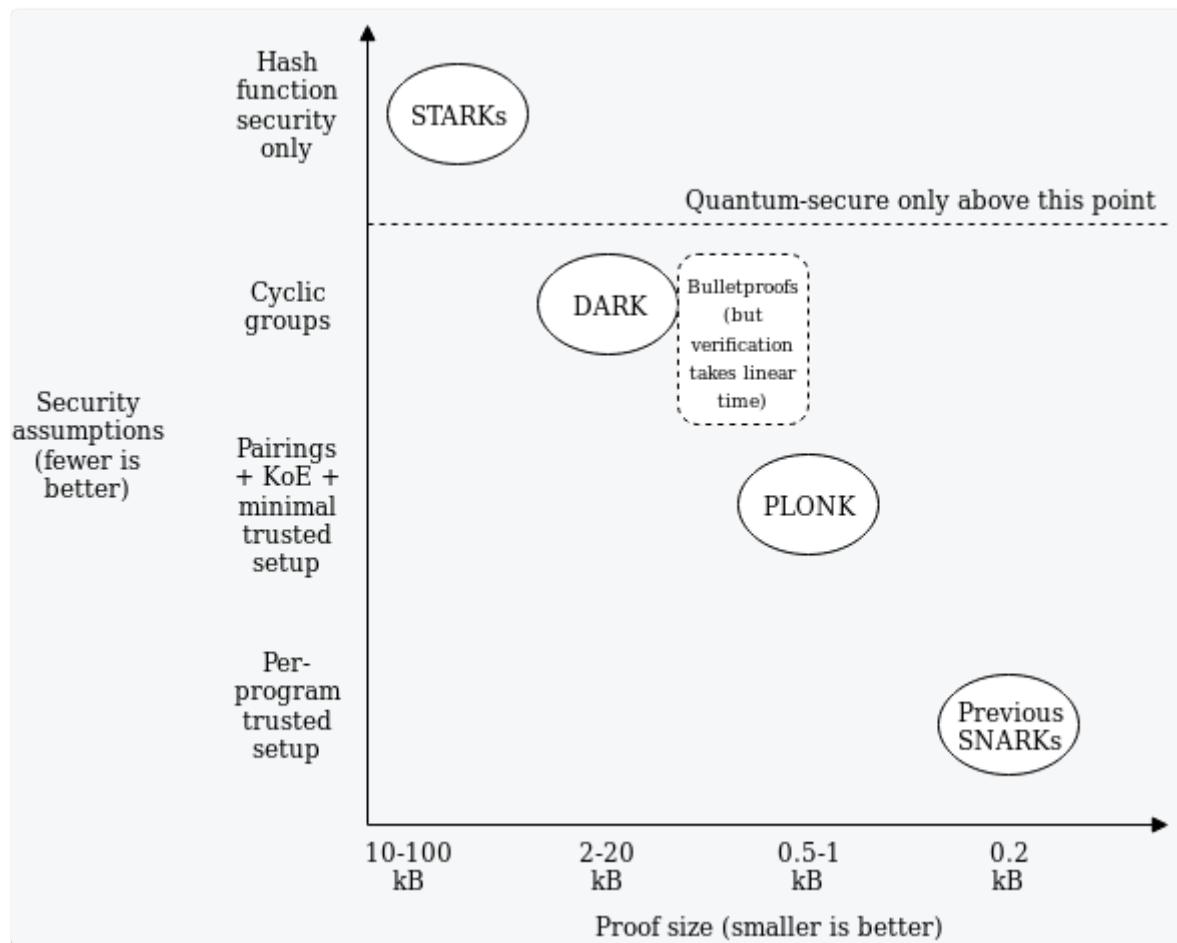 Hash
function
security
only
STARKs
Quantum-secure only above this point
Cyclic
groups
DARK
Bulletproofs
(but
verification
takes linear
time)
Security
assumptions
(fewer is
better)
Pairings
+ KoE +
minimal
trusted
setup
PLONK
Per-
program
trusted
setup
Previous
SNARKs
10-100
kB
2-20
kB
0.5-1
kB
0.2
kB
Proof size (smaller is better)